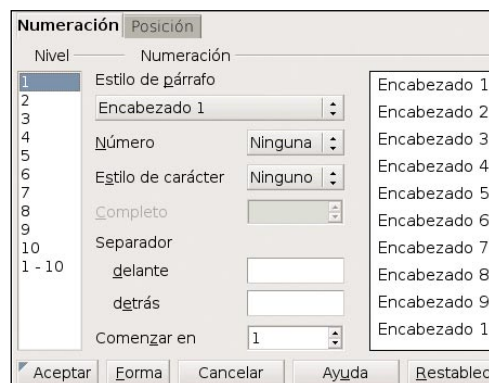 Numeración Posición
Nivel Numeración
1
2
3
4
5
6
7
8
9
10
1 - 10
Estilo de párrafo
Encabezado 1
Número Ninguna
Estilo de carácter Ninguno
Completo
Separador
delante
detrás
Comenzar en 1
Encabezado 1
Encabezado 2
Encabezado 3
Encabezado 4
Encabezado 5
Encabezado 6
Encabezado 7
Encabezado 8
Encabezado 9
Encabezado 1
Aceptar Forma Cancelar Ayuda Restablec